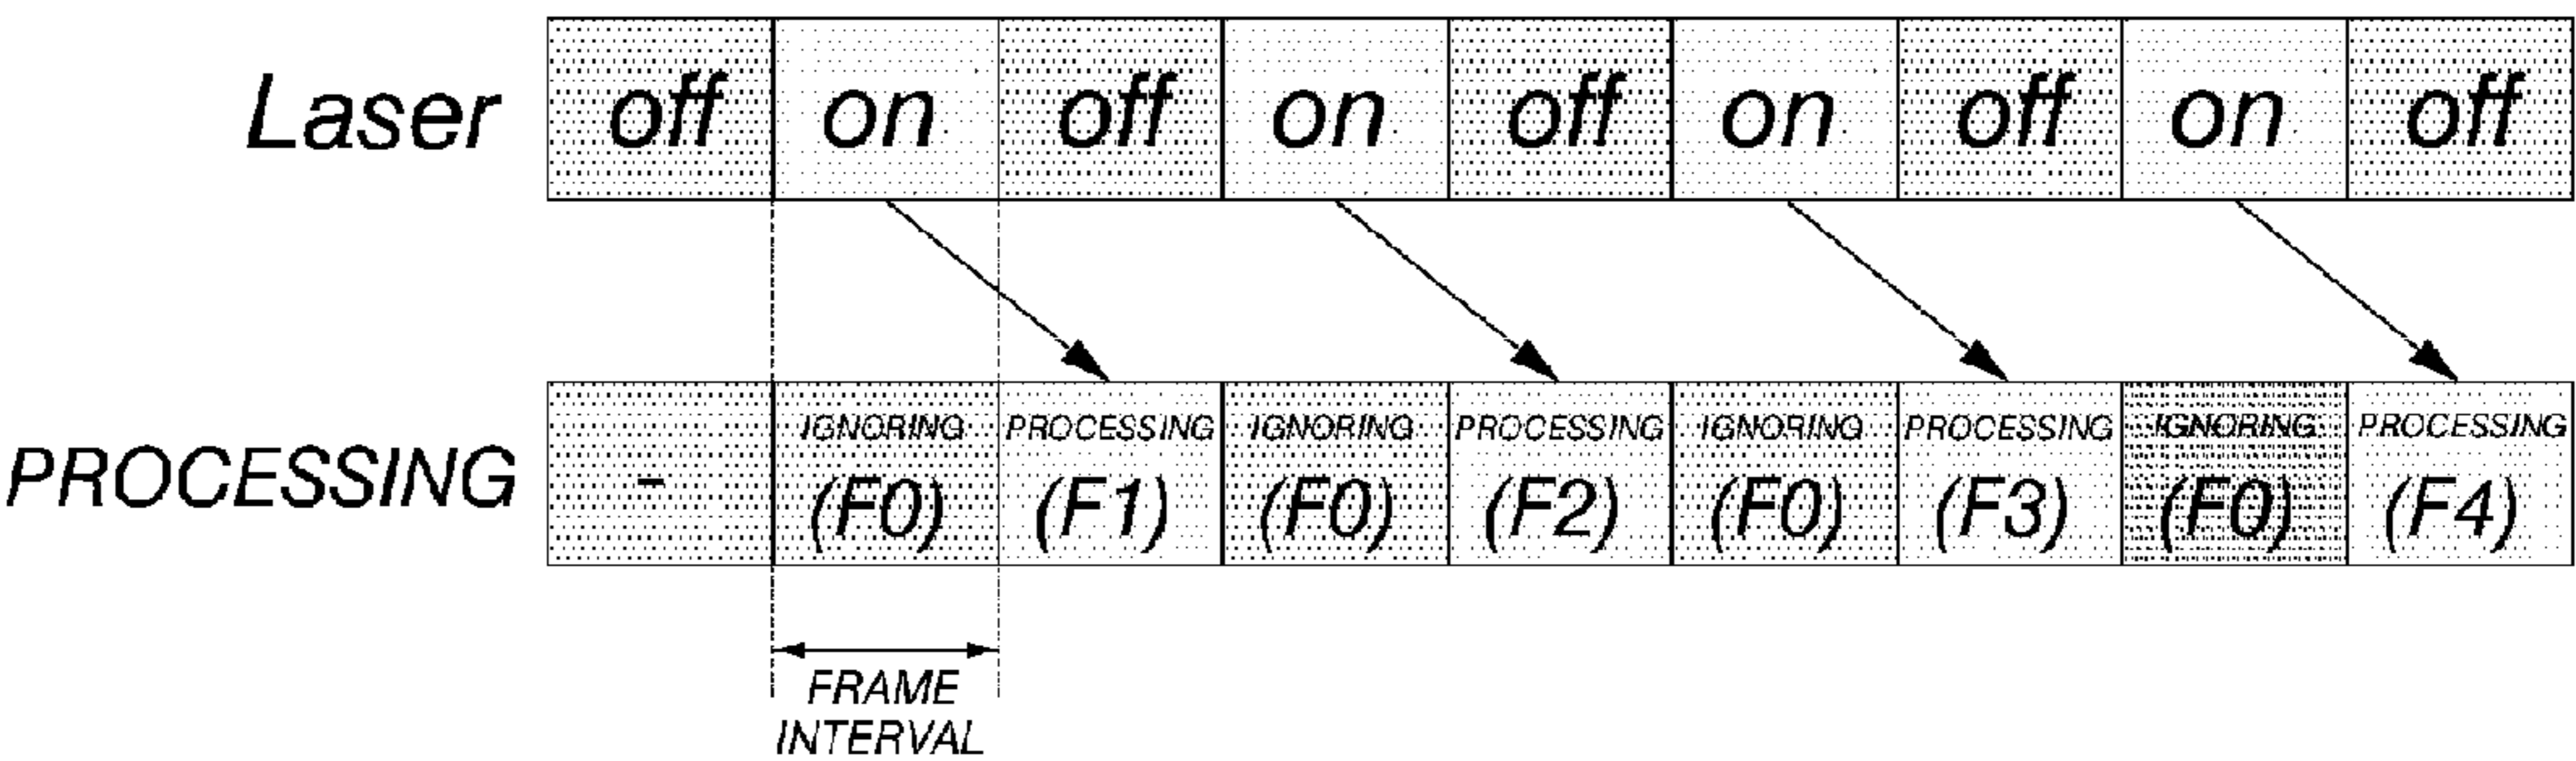 Laser off on off on off on off on off
IGNORING PROCESSING IGNORING PROCESSING IGNORING PROCESSING IGNORING PROCESSING
PROCESSING - (F0) (F1) (F0) (F2) (F0) (F3) (F0) (F4)
FRAME
INTERVAL